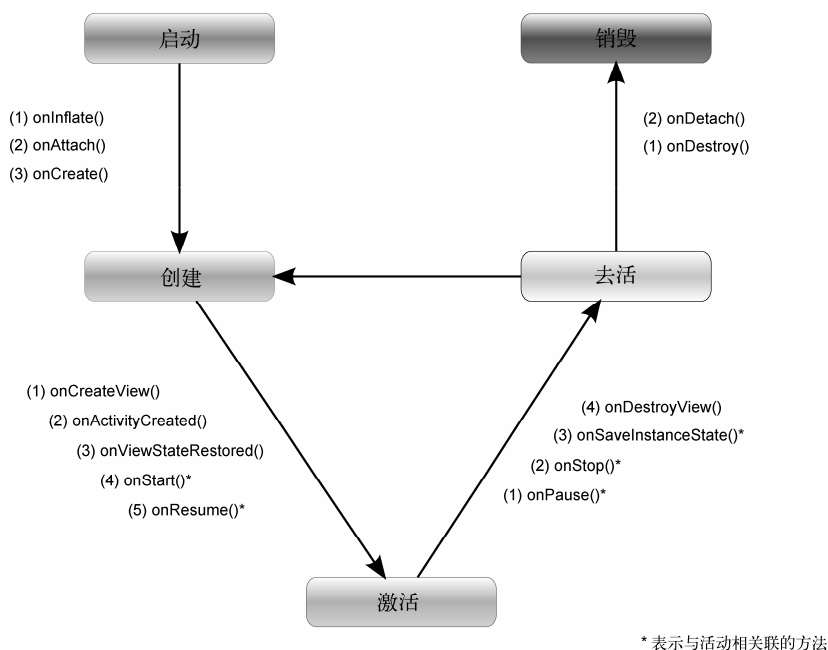 启动
销毁
(1) onInflate()
(2) onAttach()
(3) onCreate()
(2) onDetach()
(1) onDestroy()
创建
去活
(1) onCreateView()
(2) onActivityCreated()
(3) onViewStateRestored()
(4) onStart()*
(5) onResume()*
(4) onDestroyView()
(3) onSaveInstanceState()*
(2) onStop()*
(1) onPause()*
激活
* 表示与活动相关联的方法